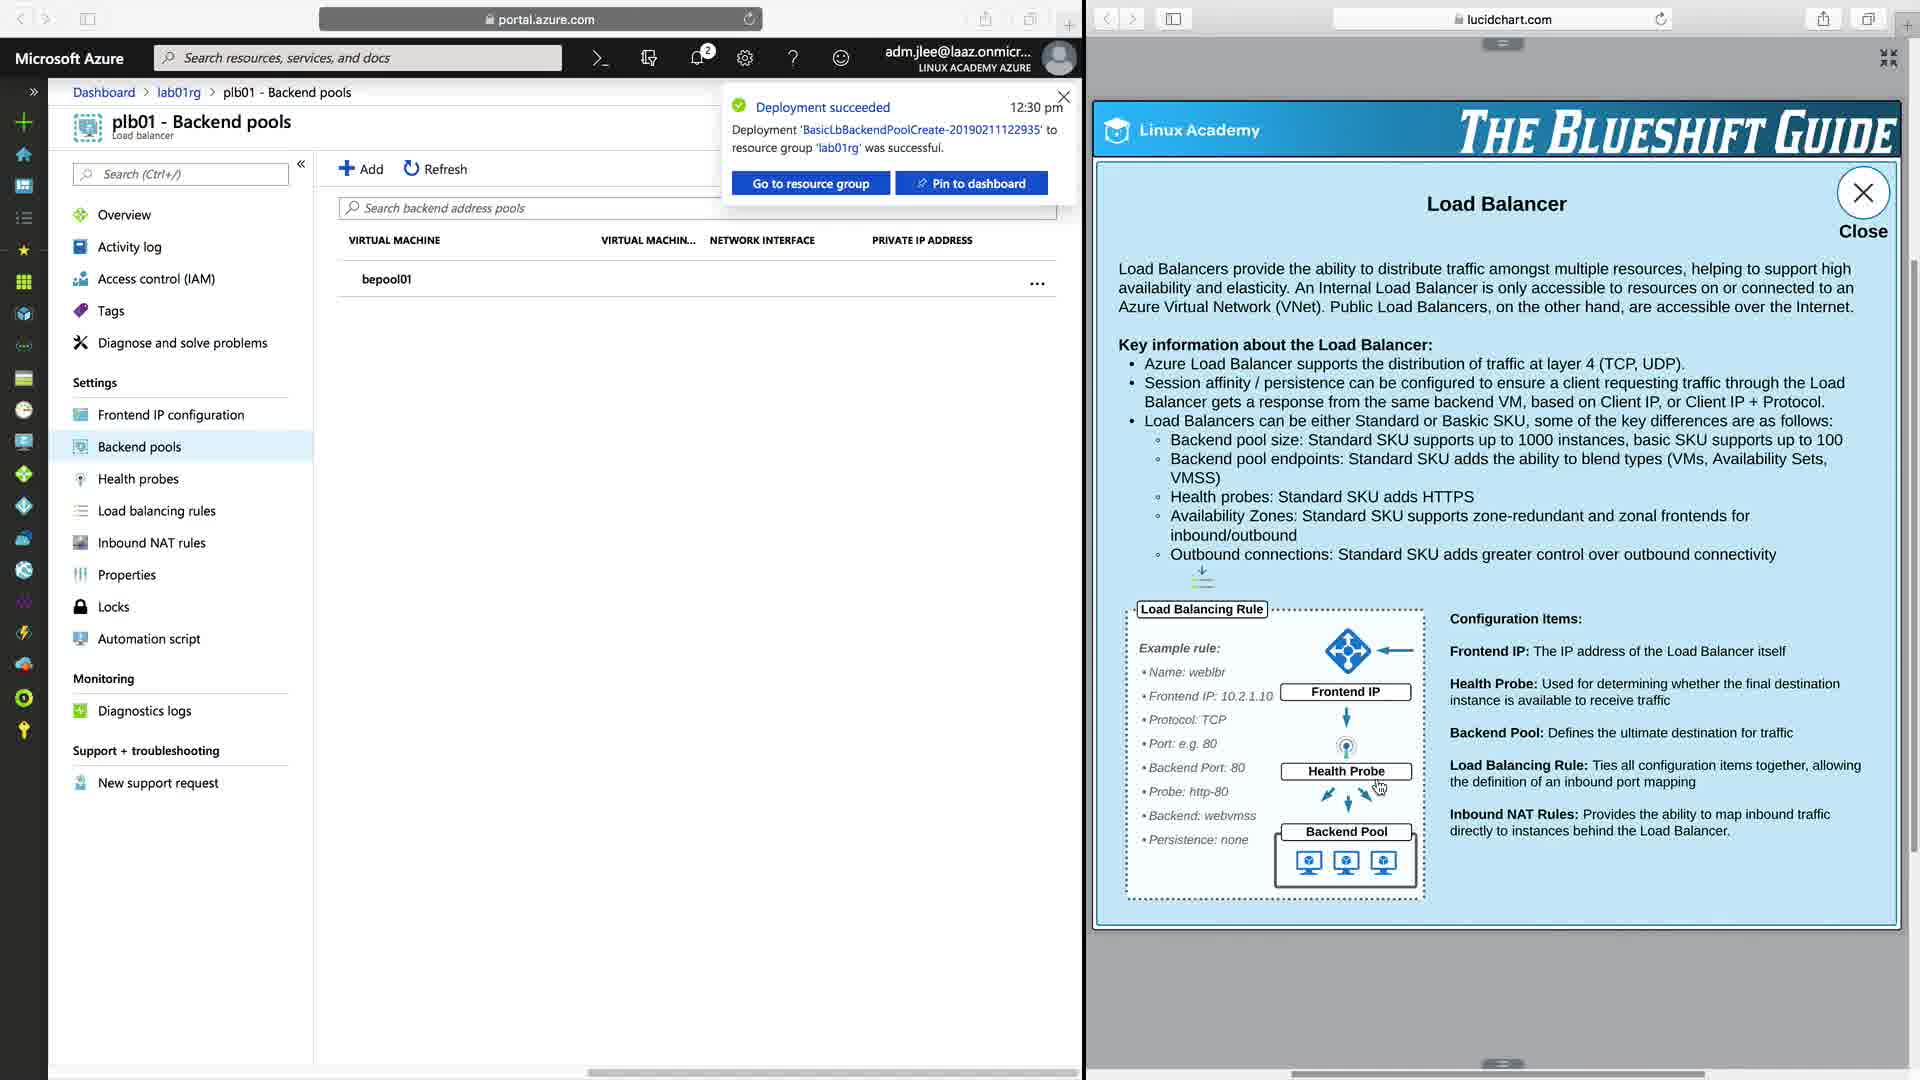 portal.azure.com
Microsoft Azure
Search resources, services, and docs
2
adm.jlee@laaz.onmicr...
LINUX ACADEMY AZURE
Dashboard > lab01rg > plb01 - Backend pools
plb01 - Backend pools
Load balancer
Search (Ctrl+/)
«
Overview
Activity log
Access control (IAM)
Tags
Diagnose and solve problems
Settings
Frontend IP configuration
Backend pools
Health probes
Load balancing rules
Inbound NAT rules
Properties
Locks
Automation script
Monitoring
Diagnostics logs
Support + troubleshooting
New support request
Add
Refresh
Search backend address pools
VIRTUAL MACHINE
VIRTUAL MACHIN...
NETWORK INTERFACE
PRIVATE IP ADDRESS
bepool01
...
Deployment succeeded
12:30 pm
Deployment 'BasicLbBackendPoolCreate-20190211122935' to
resource group 'lab01rg' was successful.
Go to resource group
Pin to dashboard
lucidchart.com
Linux Academy
THE BLUESHIFT GUIDE
Load Balancer
Close
Load Balancers provide the ability to distribute traffic amongst multiple resources, helping to support high
availability and elasticity. An Internal Load Balancer is only accessible to resources on or connected to an
Azure Virtual Network (VNet). Public Load Balancers, on the other hand, are accessible over the Internet.
Key information about the Load Balancer:
• Azure Load Balancer supports the distribution of traffic at layer 4 (TCP, UDP).
• Session affinity / persistence can be configured to ensure a client requesting traffic through the Load
Balancer gets a response from the same backend VM, based on Client IP, or Client IP + Protocol.
• Load Balancers can be either Standard or Baskic SKU, some of the key differences are as follows:
◦ Backend pool size: Standard SKU supports up to 1000 instances, basic SKU supports up to 100
◦ Backend pool endpoints: Standard SKU adds the ability to blend types (VMs, Availability Sets,
VMSS)
◦ Health probes: Standard SKU adds HTTPS
◦ Availability Zones: Standard SKU supports zone-redundant and zonal frontends for
inbound/outbound
◦ Outbound connections: Standard SKU adds greater control over outbound connectivity
Load Balancing Rule
Example rule:
• Name: weblbr
• Frontend IP: 10.2.1.10
• Protocol: TCP
• Port: e.g. 80
• Backend Port: 80
• Probe: http-80
• Backend: webvmss
• Persistence: none
Frontend IP
Health Probe
Backend Pool
Configuration Items:
Frontend IP: The IP address of the Load Balancer itself
Health Probe: Used for determining whether the final destination
instance is available to receive traffic
Backend Pool: Defines the ultimate destination for traffic
Load Balancing Rule: Ties all configuration items together, allowing
the definition of an inbound port mapping
Inbound NAT Rules: Provides the ability to map inbound traffic
directly to instances behind the Load Balancer.